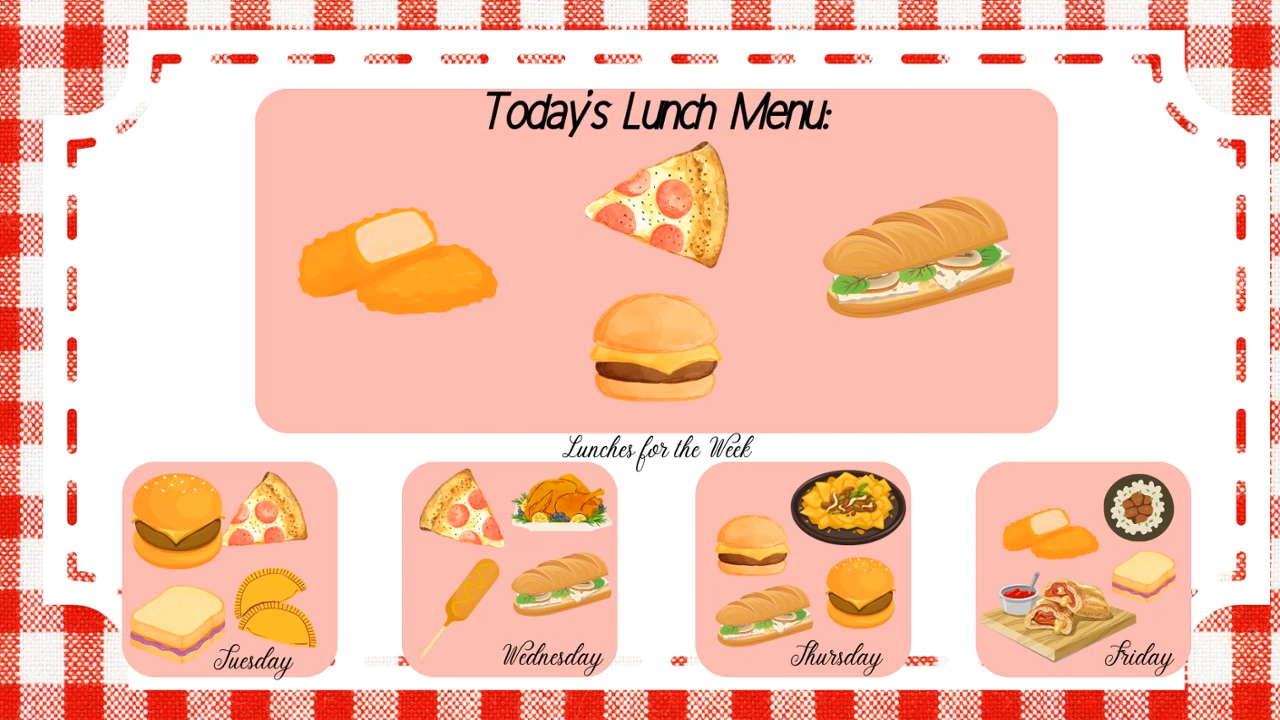 Today's Lunch Menu:
Lunches for the Week
Tuesday
Wednesday
Thursday
Friday